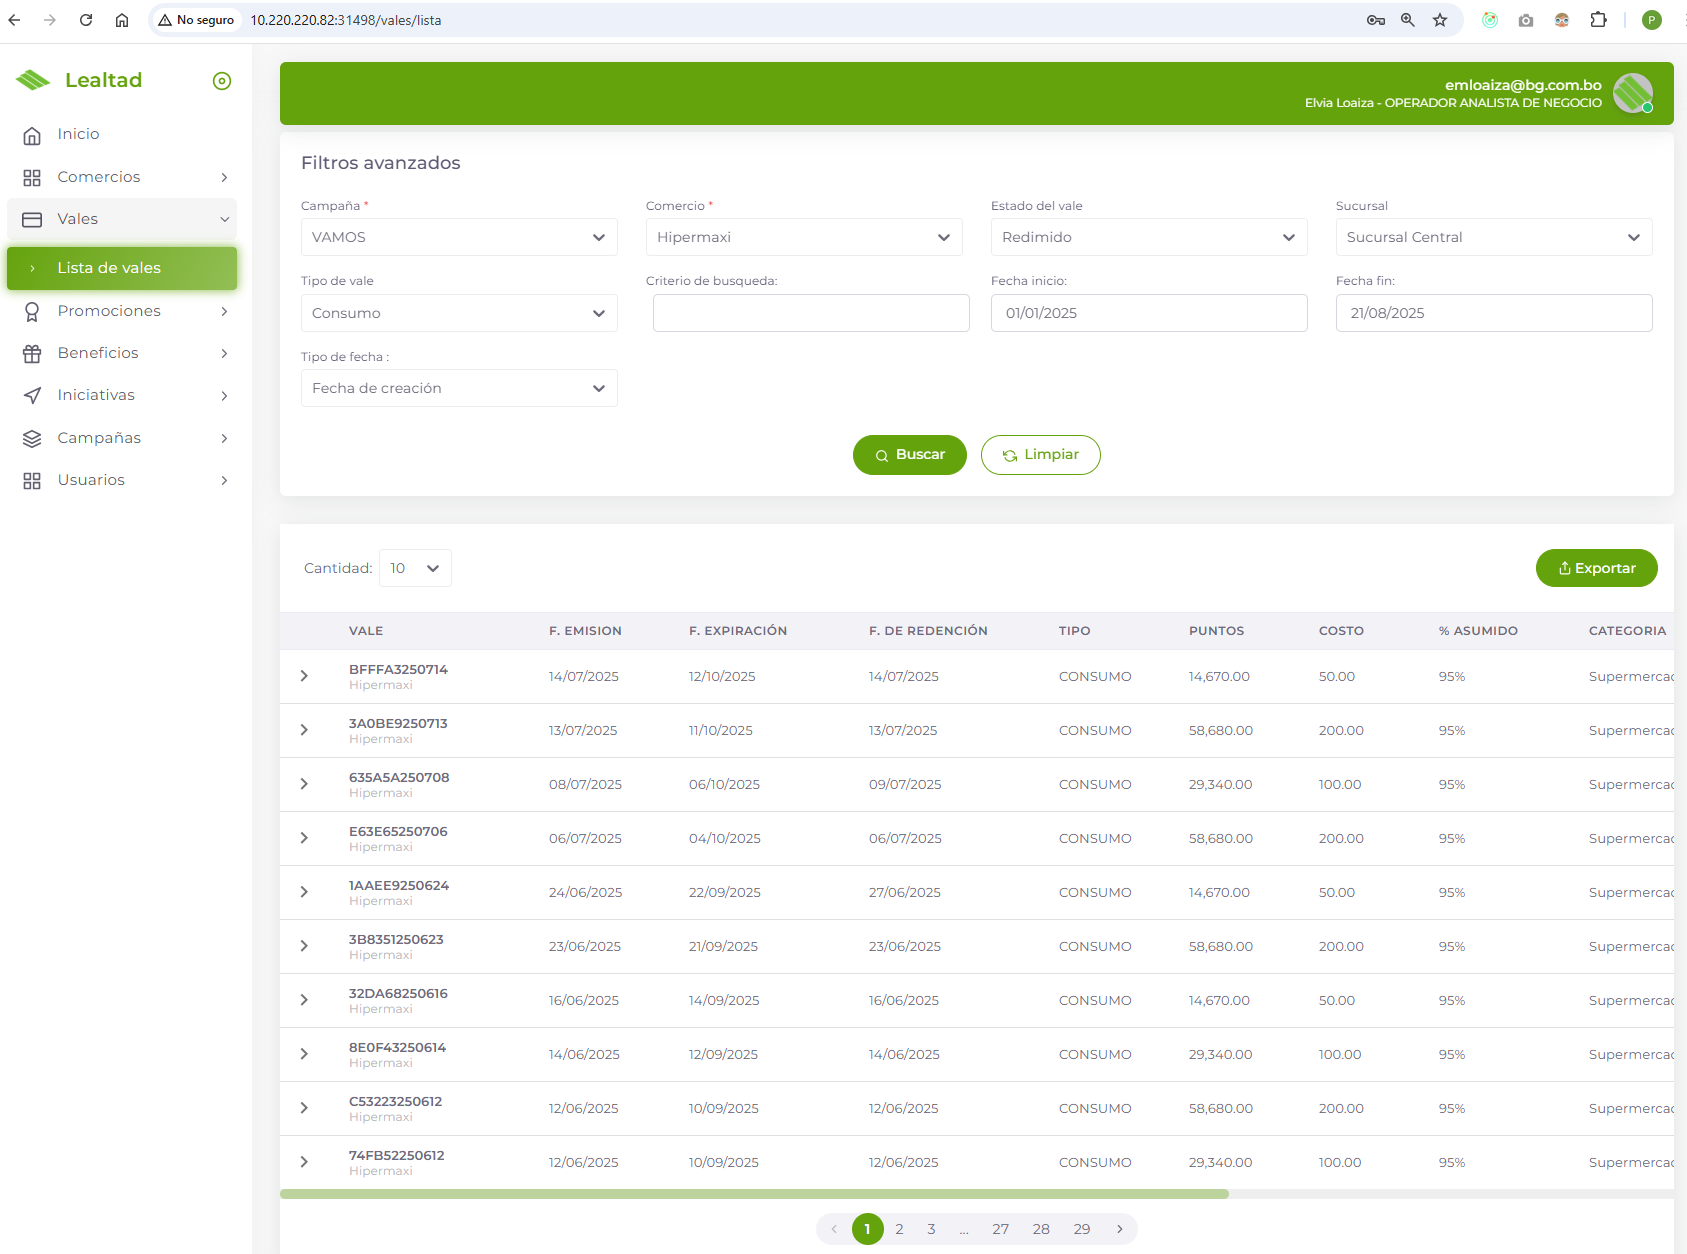 No seguro
10.220.220.82:31498/vales/lista
P
Lealtad
Inicio
Comercios
Vales
Lista de vales
Promociones
Beneficios
Iniciativas
Campañas
Usuarios
emloaiza@bg.com.bo
Elvia Loaiza - OPERADOR ANALISTA DE NEGOCIO
Filtros avanzados
Campaña * Comercio * Estado del vale Sucursal
VAMOS Hipermaxi Redimido Sucursal Central
Tipo de vale Criterio de busqueda: Fecha inicio: Fecha fin:
Consumo 01/01/2025 21/08/2025
Tipo de fecha :
Fecha de creación
Buscar Limpiar
Cantidad: 10 Exportar
VALE F. EMISION F. EXPIRACIÓN F. DE REDENCIÓN TIPO PUNTOS COSTO % ASUMIDO CATEGORIA
BFFFA3250714 14/07/2025 12/10/2025 14/07/2025 CONSUMO 14,670.00 50.00 95% Supermercac
Hipermaxi
3A0BE9250713 13/07/2025 11/10/2025 13/07/2025 CONSUMO 58,680.00 200.00 95% Supermercac
Hipermaxi
635A5A250708 08/07/2025 06/10/2025 09/07/2025 CONSUMO 29,340.00 100.00 95% Supermercac
Hipermaxi
E63E65250706 06/07/2025 04/10/2025 06/07/2025 CONSUMO 58,680.00 200.00 95% Supermercac
Hipermaxi
1AAEE9250624 24/06/2025 22/09/2025 27/06/2025 CONSUMO 14,670.00 50.00 95% Supermercac
Hipermaxi
3B8351250623 23/06/2025 21/09/2025 23/06/2025 CONSUMO 58,680.00 200.00 95% Supermercac
Hipermaxi
32DA68250616 16/06/2025 14/09/2025 16/06/2025 CONSUMO 14,670.00 50.00 95% Supermercac
Hipermaxi
8E0F43250614 14/06/2025 12/09/2025 14/06/2025 CONSUMO 29,340.00 100.00 95% Supermercac
Hipermaxi
C53223250612 12/06/2025 10/09/2025 12/06/2025 CONSUMO 58,680.00 200.00 95% Supermercac
Hipermaxi
74FB52250612 12/06/2025 10/09/2025 12/06/2025 CONSUMO 29,340.00 100.00 95% Supermercac
Hipermaxi
1 2 3 ... 27 28 29